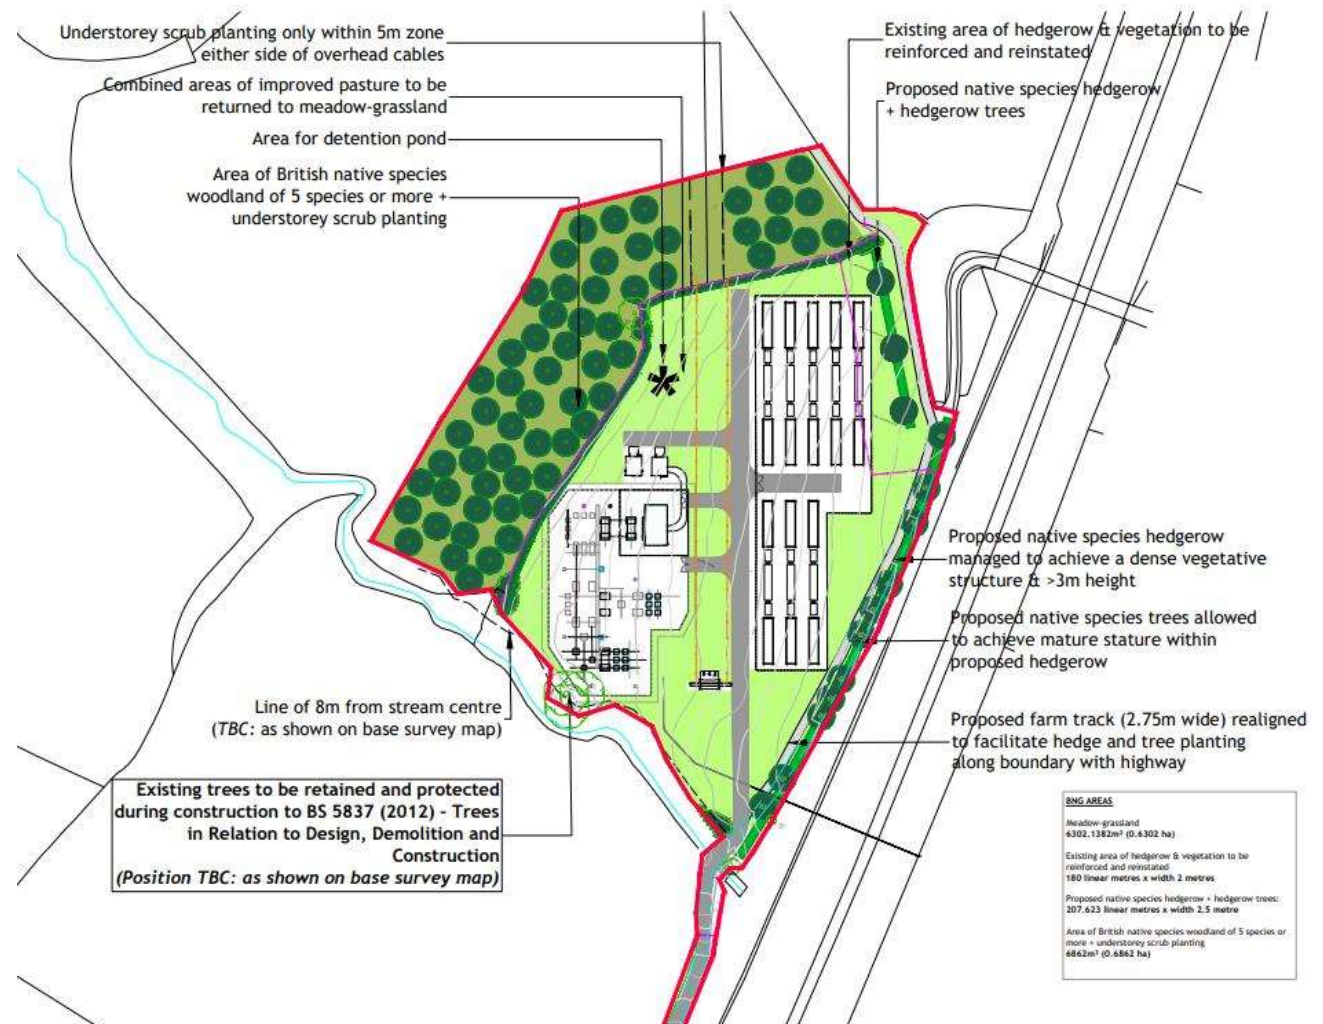 Understorey scrub planting only within 5m zone
either side of overhead cables
Combined areas of improved pasture to be
returned to meadow-grassland
Area for detention pond
Area of British native species
woodland of 5 species or more +
understorey scrub planting
Existing area of hedgerow & vegetation to be
reinforced and reinstated
Proposed native species hedgerow
+ hedgerow trees
Proposed native species hedgerow
managed to achieve a dense vegetative
structure & >3m height
Proposed native species trees allowed
to achieve mature stature within
proposed hedgerow
Proposed farm track (2.75m wide) realigned
to facilitate hedge and tree planting
along boundary with highway
Line of 8m from stream centre
(TBC: as shown on base survey map)
Existing trees to be retained and protected
during construction to BS 5837 (2012) - Trees
in Relation to Design, Demolition and
Construction
(Position TBC: as shown on base survey map)
BNG AREAS
Meadow-grassland
6302.1382m² (0.6302 ha)
Existing area of hedgerow & vegetation to be
reinforced and reinstated
180 linear metres x width 2 metres
Proposed native species hedgerow + hedgerow trees:
207.623 linear metres x width 2.5 metre
Area of British native species woodland of 5 species or
more + understorey scrub planting
6862m² (0.6862 ha)